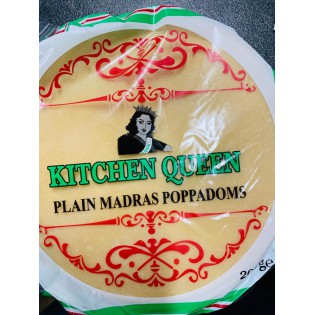 KITCHEN QUEEN
PLAIN MADRAS POPPADOMS